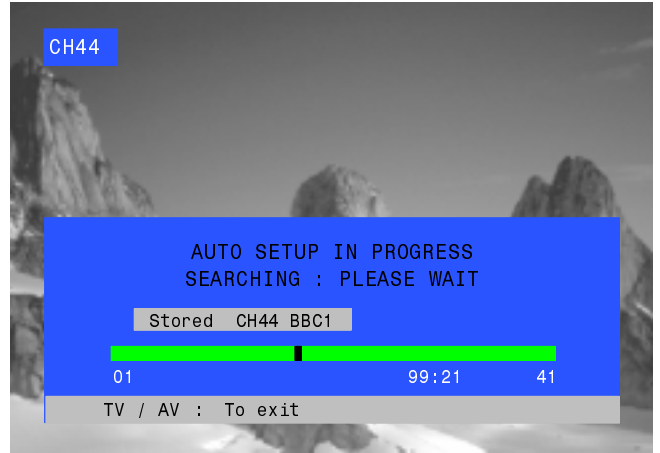 CH44
AUTO SETUP IN PROGRESS
SEARCHING : PLEASE WAIT
Stored CH44 BBC1
01 99:21 41
TV / AV : To exit